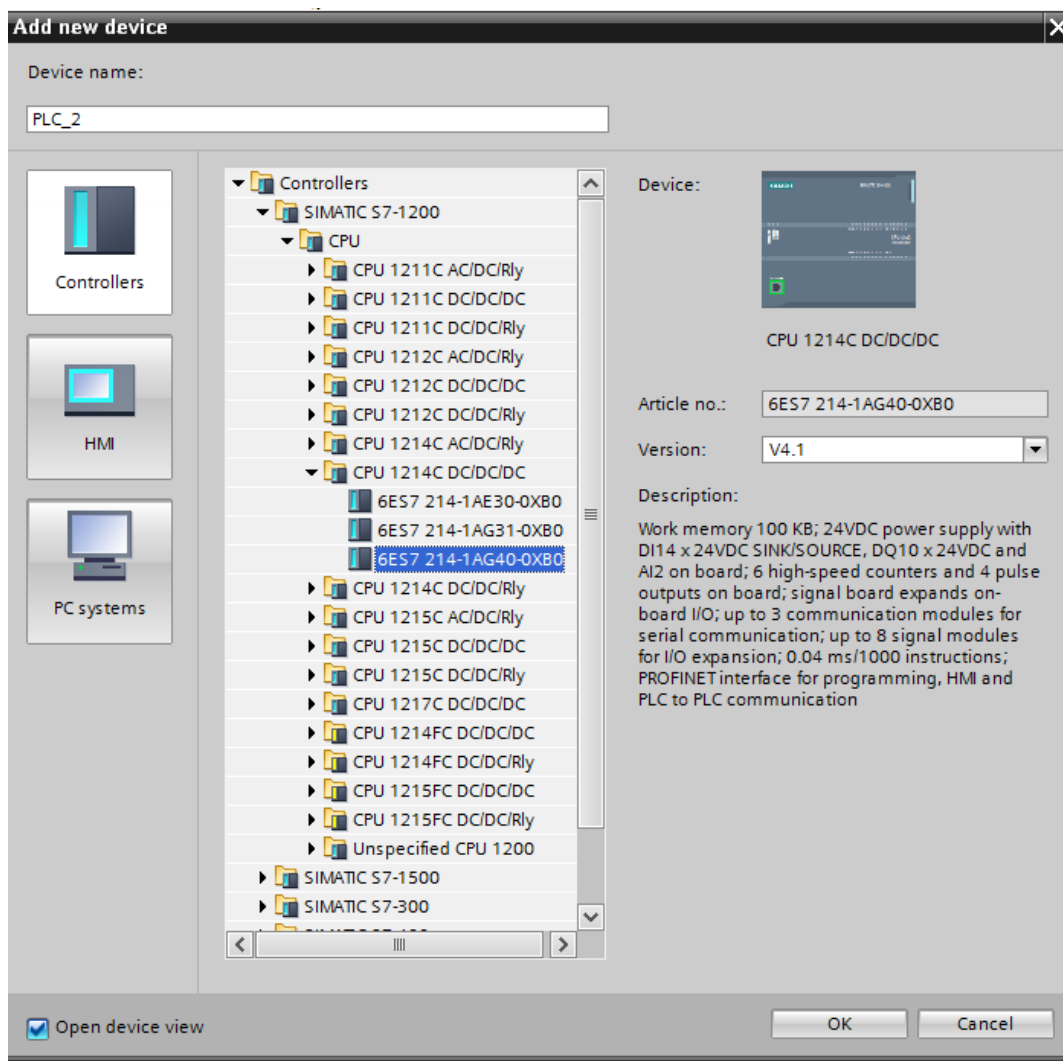 Add new device
Device name:
PLC_2
Controllers
HMI
PC systems
Controllers
SIMATIC S7-1200
CPU
CPU 1211C AC/DC/Rly
CPU 1211C DC/DC/DC
CPU 1211C DC/DC/Rly
CPU 1212C AC/DC/Rly
CPU 1212C DC/DC/DC
CPU 1212C DC/DC/Rly
CPU 1214C AC/DC/Rly
CPU 1214C DC/DC/DC
6ES7 214-1AE30-0XB0
6ES7 214-1AG31-0XB0
6ES7 214-1AG40-0XB0
CPU 1214C DC/DC/Rly
CPU 1215C AC/DC/Rly
CPU 1215C DC/DC/DC
CPU 1215C DC/DC/Rly
CPU 1217C DC/DC/DC
CPU 1214FC DC/DC/DC
CPU 1214FC DC/DC/Rly
CPU 1215FC DC/DC/DC
CPU 1215FC DC/DC/Rly
Unspecified CPU 1200
SIMATIC S7-1500
SIMATIC S7-300
Device:
CPU 1214C DC/DC/DC
Article no.:
6ES7 214-1AG40-0XB0
Version:
V4.1
Description:
Work memory 100 KB; 24VDC power supply with
DI14 x 24VDC SINK/SOURCE, DQ10 x 24VDC and
AI2 on board; 6 high-speed counters and 4 pulse
outputs on board; signal board expands on-
board I/O; up to 3 communication modules for
serial communication; up to 8 signal modules
for I/O expansion; 0.04 ms/1000 instructions;
PROFINET interface for programming, HMI and
PLC to PLC communication
Open device view
OK
Cancel